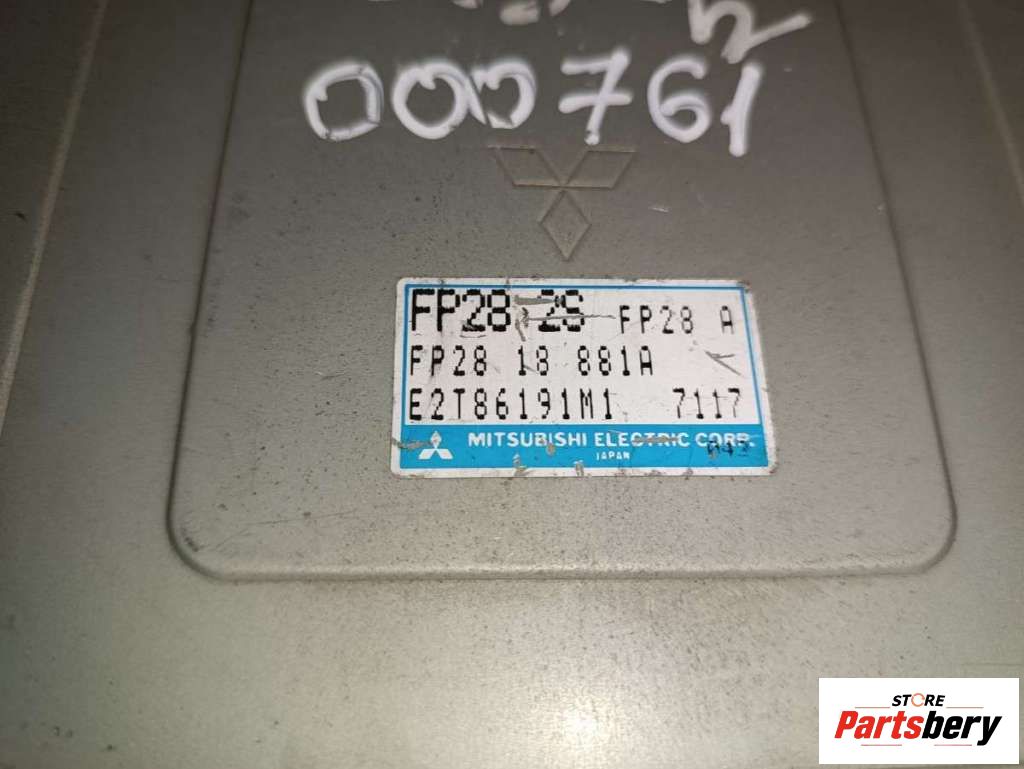 000761
FP28 2S FP28 A
FP28 18 881A
E2T86191M1 7117
MITSUBISHI ELECTRIC CORP.
JAPAN
STORE
Partsbery